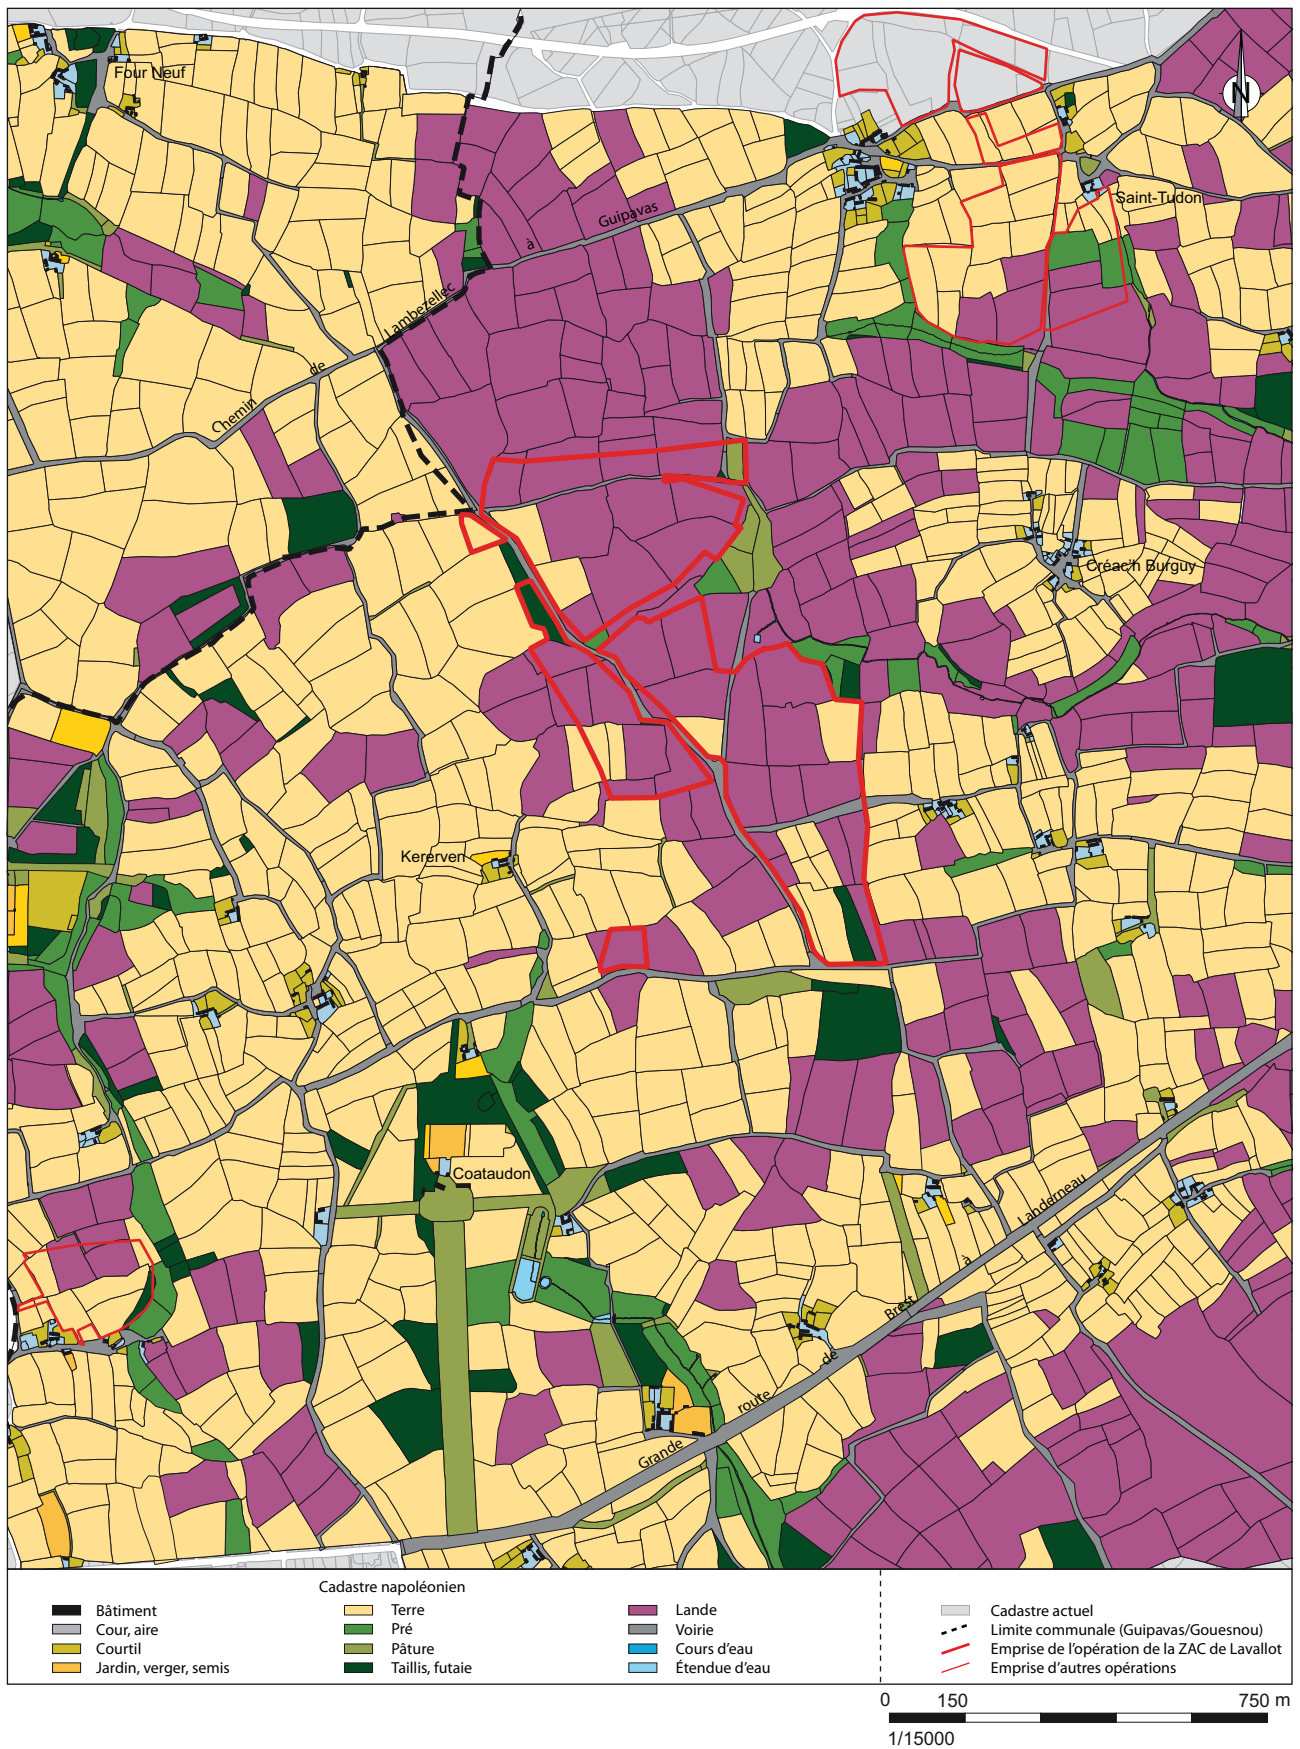 Four Neuf
N
Saint-Tudon
Chemin de Lambezellec à Guipavas
Créac'h Burguy
Kererven
Coataudon
Grande route de Brest à Landerneau
Cadastre napoléonien
Bâtiment
Cour, aire
Courtil
Jardin, verger, semis
Terre
Pré
Pâture
Taillis, futaie
Lande
Voirie
Cours d'eau
Étendue d'eau
Cadastre actuel
Limite communale (Guipavas/Gouesnou)
Emprise de l'opération de la ZAC de Lavallot
Emprise d'autres opérations
0 150 750 m
1/15000